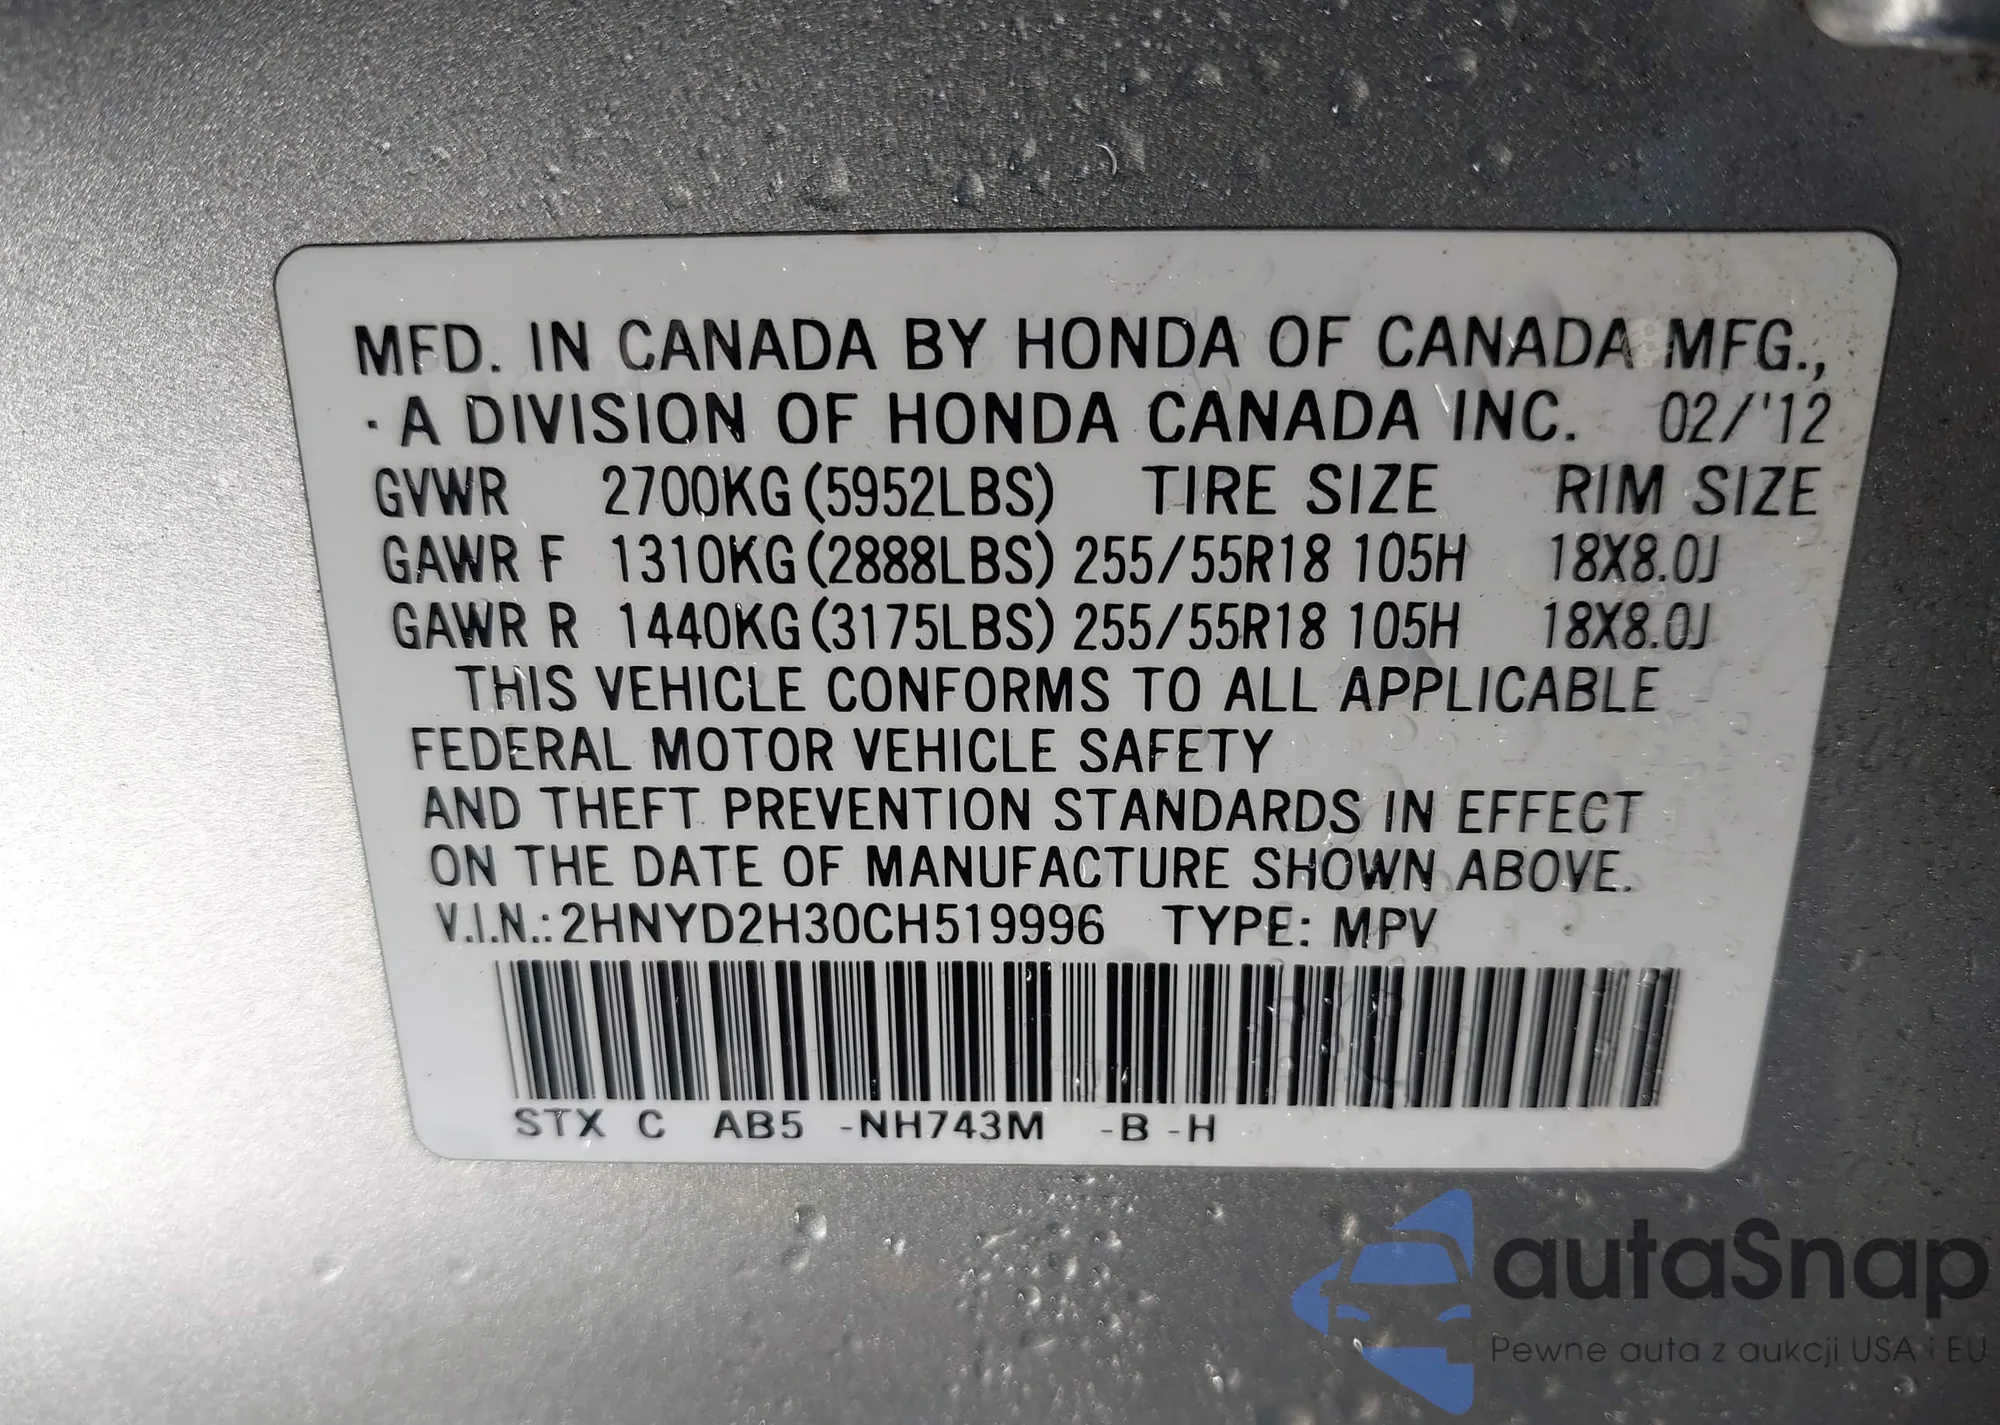 MFD. IN CANADA BY HONDA OF CANADA MFG.,
· A DIVISION OF HONDA CANADA INC. 02/'12
GVWR 2700KG (5952LBS) TIRE SIZE RIM SIZE
GAWR F 1310KG (2888LBS) 255/55R18 105H 18X8.0J
GAWR R 1440KG (3175LBS) 255/55R18 105H 18X8.0J
THIS VEHICLE CONFORMS TO ALL APPLICABLE
FEDERAL MOTOR VEHICLE SAFETY
AND THEFT PREVENTION STANDARDS IN EFFECT
ON THE DATE OF MANUFACTURE SHOWN ABOVE.
V.I.N.: 2HNYD2H30CH519996 TYPE: MPV
STX C AB5 -NH743M -B -H
autaSnap
Pewne auta z aukcji USA i EU